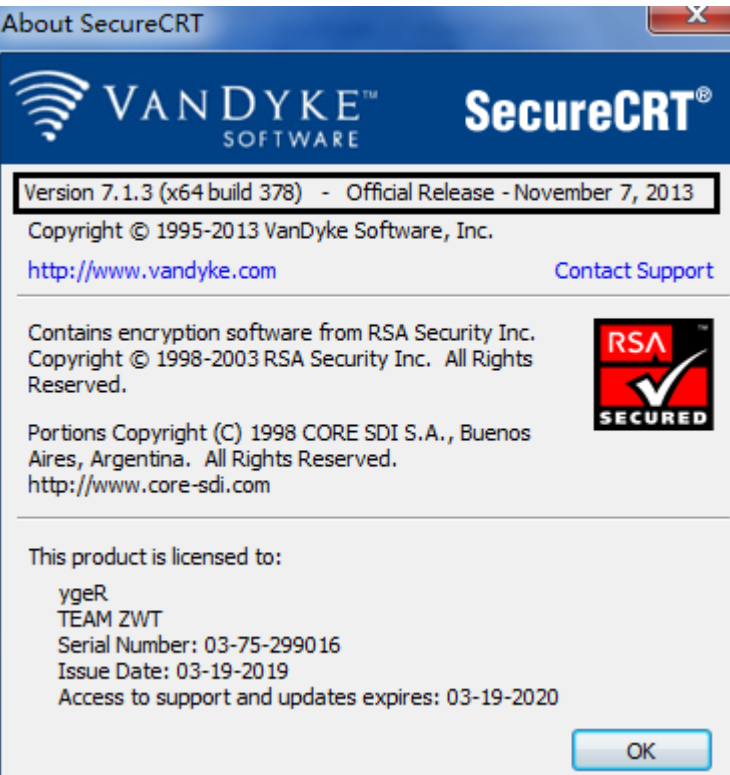 About SecureCRT
VANDYKE™
SOFTWARE
SecureCRT®
Version 7.1.3 (x64 build 378) - Official Release - November 7, 2013
Copyright © 1995-2013 VanDyke Software, Inc.
http://www.vandyke.com
Contact Support
Contains encryption software from RSA Security Inc.
Copyright © 1998-2003 RSA Security Inc. All Rights
Reserved.
RSA™
SECURED
Portions Copyright (C) 1998 CORE SDI S.A., Buenos
Aires, Argentina. All Rights Reserved.
http://www.core-sdi.com
This product is licensed to:
ygeR
TEAM ZWT
Serial Number: 03-75-299016
Issue Date: 03-19-2019
Access to support and updates expires: 03-19-2020
OK